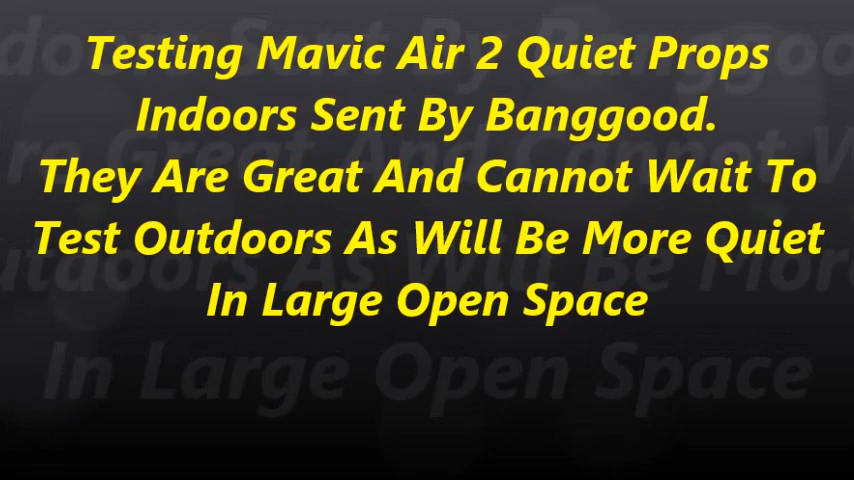 Testing Mavic Air 2 Quiet Props
Indoors Sent By Banggood.
They Are Great And Cannot Wait To
Test Outdoors As Will Be More Quiet
In Large Open Space